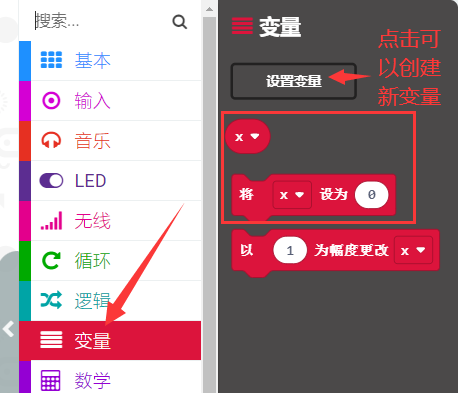 搜索...
基本
输入
音乐
LED
无线
循环
逻辑
变量
数学
变量
设置变量
点击可
以创建
新变量
x
将 x 设为 0
以 1 为幅度更改 x